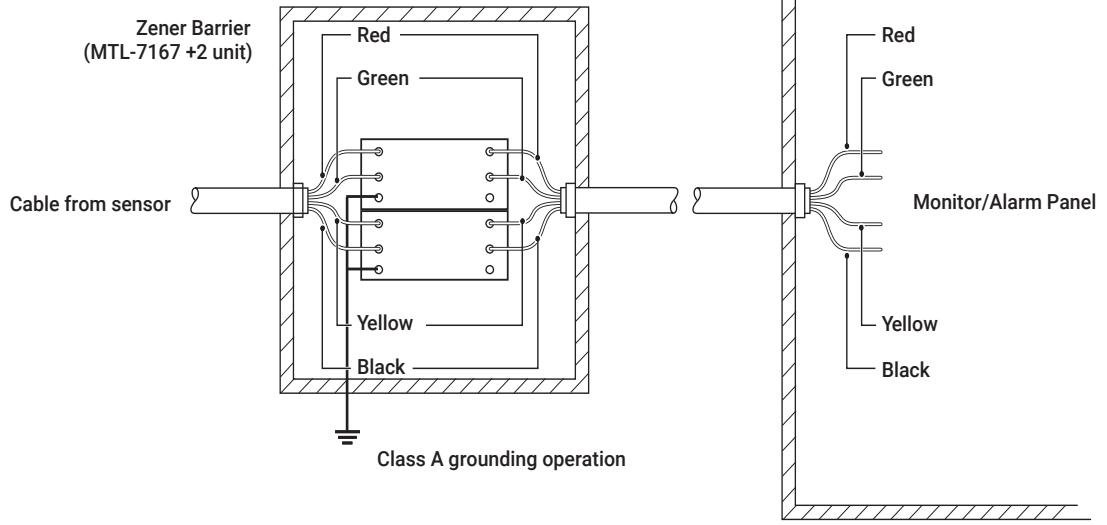 Zener Barrier
(MTL-7167 +2 unit)
Red
Green
Cable from sensor
Yellow
Black
Class A grounding operation
Red
Green
Monitor/Alarm Panel
Yellow
Black